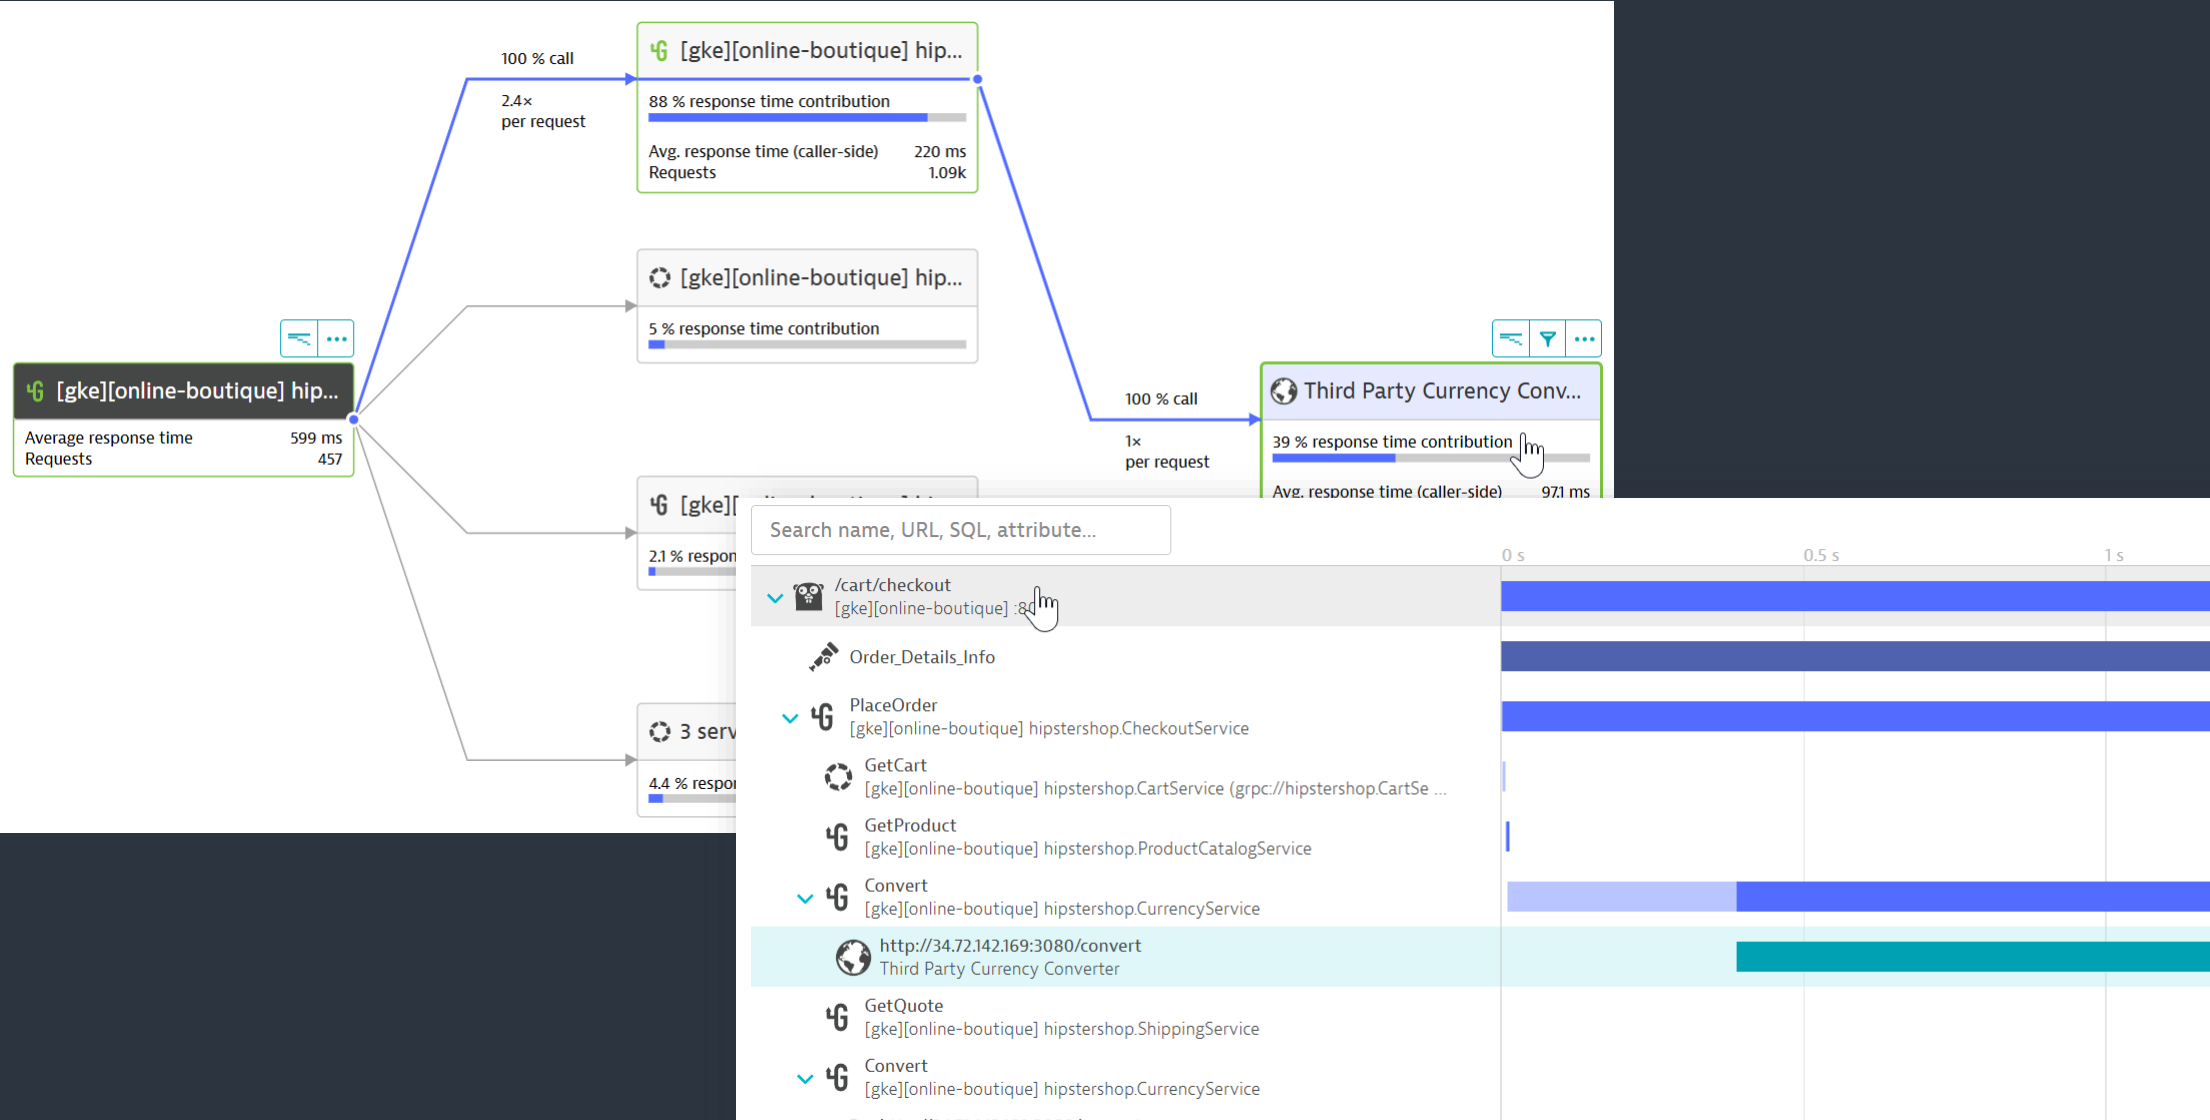 100 % call
2.4×
per request
[gke][online-boutique] hip...
88 % response time contribution
Avg. response time (caller-side) 220 ms
Requests 1.09k
[gke][online-boutique] hip...
5 % response time contribution
[gke][online-boutique] hip...
Average response time 599 ms
Requests 457
100 % call
1×
per request
Third Party Currency Conv...
39 % response time contribution
Avg. response time (caller-side) 97.1 ms
[gke][
2.1 % respon
3 serv
4.4 % respo
Search name, URL, SQL, attribute...
0 s 0.5 s 1 s
/cart/checkout
[gke][online-boutique]
Order_Details_Info
PlaceOrder
[gke][online-boutique] hipstershop.CheckoutService
GetCart
[gke][online-boutique] hipstershop.CartService (grpc://hipstershop.CartSe ...
GetProduct
[gke][online-boutique] hipstershop.ProductCatalogService
Convert
[gke][online-boutique] hipstershop.CurrencyService
http://34.72.142.169:3080/convert
Third Party Currency Converter
GetQuote
[gke][online-boutique] hipstershop.ShippingService
Convert
[gke][online-boutique] hipstershop.CurrencyService